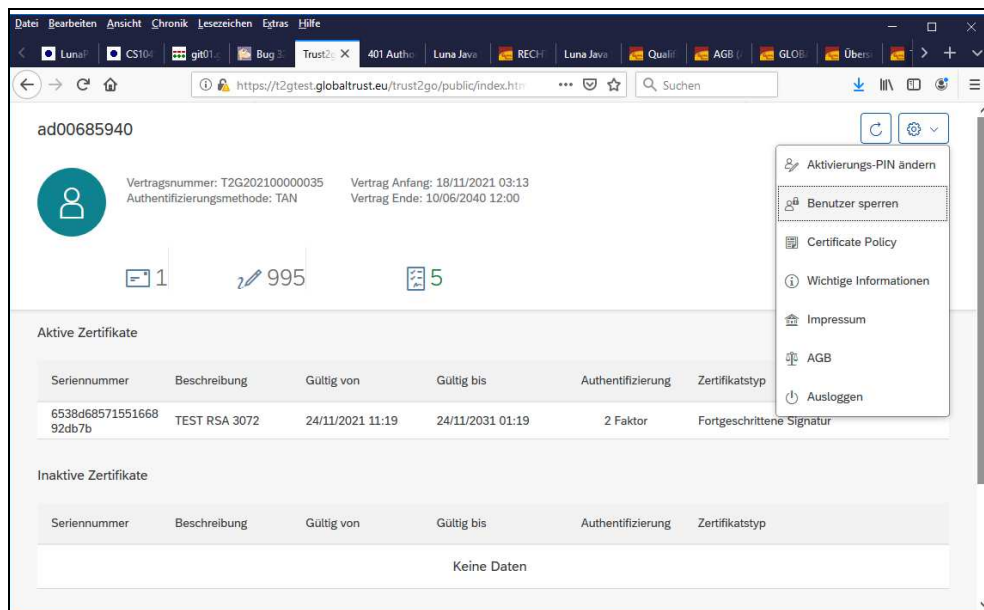 Datei Bearbeiten Ansicht Chronik Lesezeichen Extras Hilfe
LunaP CS104 git01.c Bug 3 Trust2g 401 Autho Luna Java RECHT Luna Java Qualif AGB ( GLOBA Übers
https://t2gtest.globaltrust.eu/trust2go/public/index.htm Suchen
ad00685940
Vertragsnummer: T2G202100000035 Vertrag Anfang: 18/11/2021 03:13
Authentifizierungsmethode: TAN Vertrag Ende: 10/06/2040 12:00
1 995 5
Aktivierungs-PIN ändern
Benutzer sperren
Certificate Policy
Wichtige Informationen
Impressum
AGB
Ausloggen
Aktive Zertifikate
Seriennummer Beschreibung Gültig von Gültig bis Authentifizierung Zertifikatstyp
6538d68571551668
92db7b TEST RSA 3072 24/11/2021 11:19 24/11/2031 01:19 2 Faktor Fortgeschrittene Signatur
Inaktive Zertifikate
Seriennummer Beschreibung Gültig von Gültig bis Authentifizierung Zertifikatstyp
Keine Daten